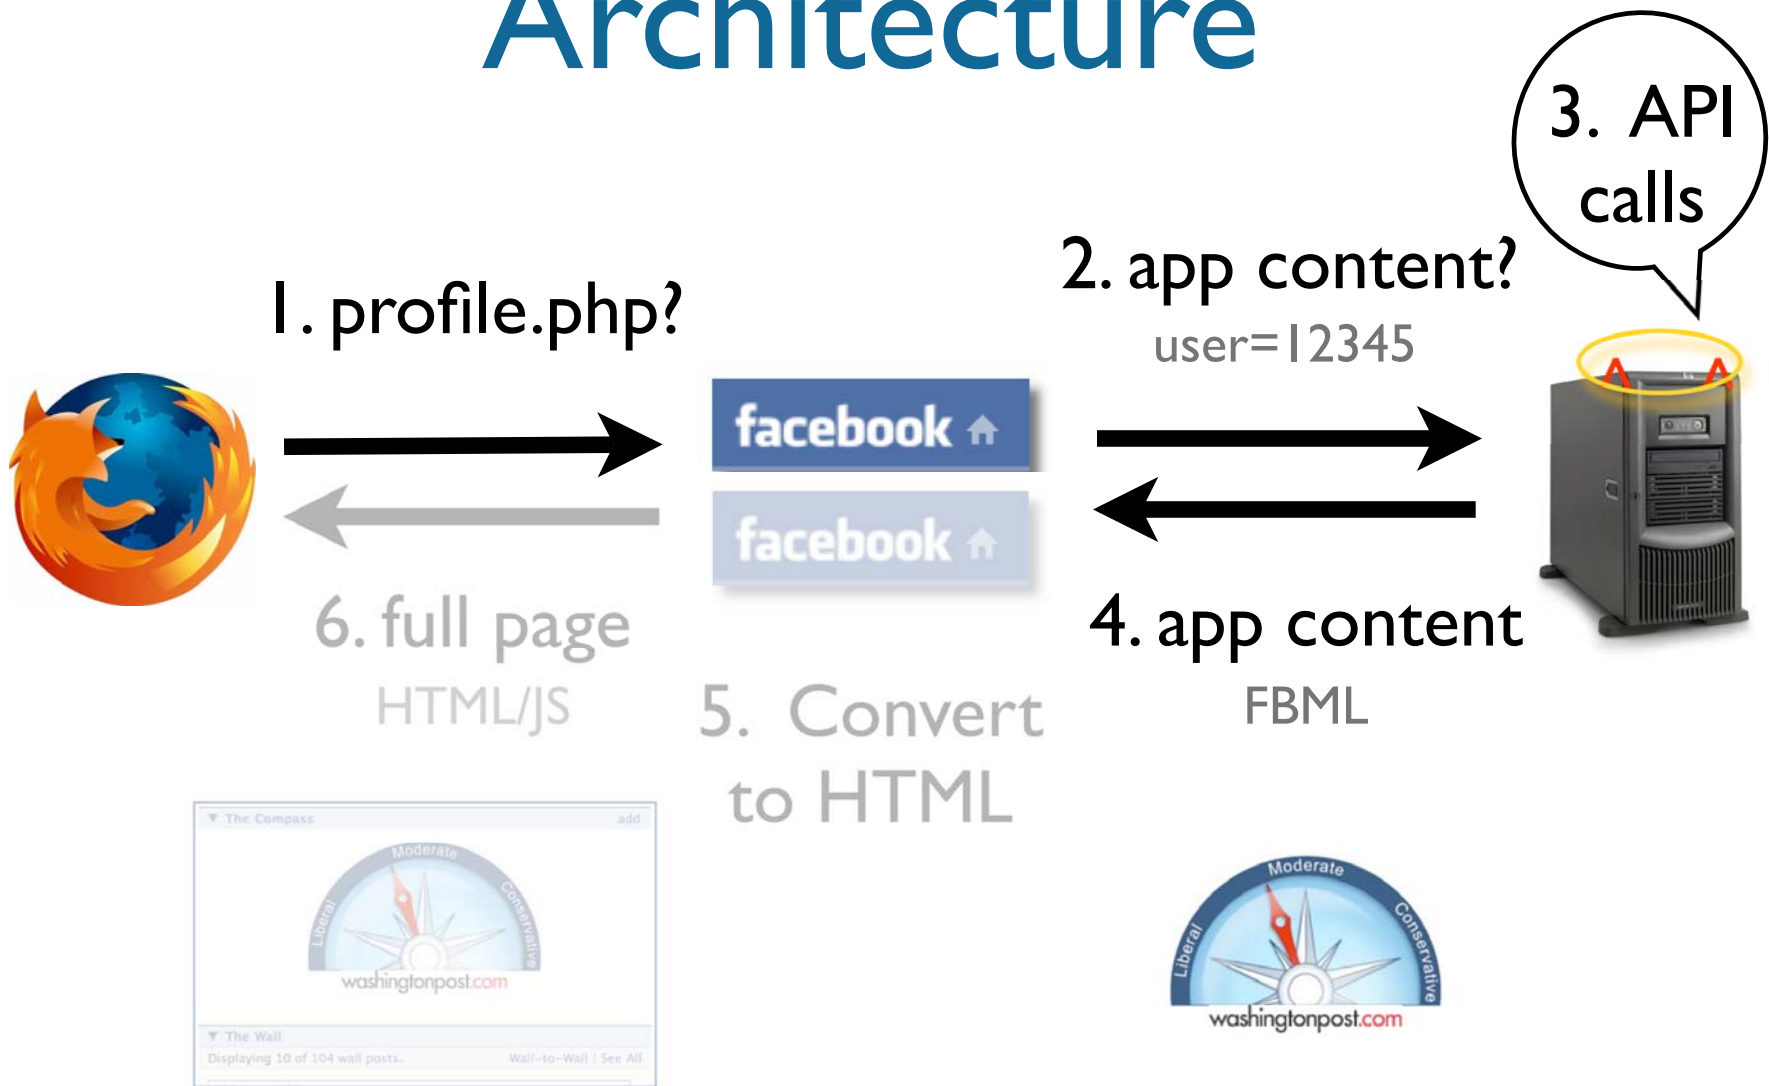 Architecture
3. API
calls
2. app content?
user=12345
1. profile.php?
facebook
facebook
6. full page
HTML/JS
4. app content
FBML
5. Convert
to HTML
▼ The Compass add
Liberal Moderate Conservative
washingtonpost.com
▼ The Wall
Displaying 10 of 104 wall posts. Wall-to-Wall | See All
Liberal Moderate Conservative
washingtonpost.com